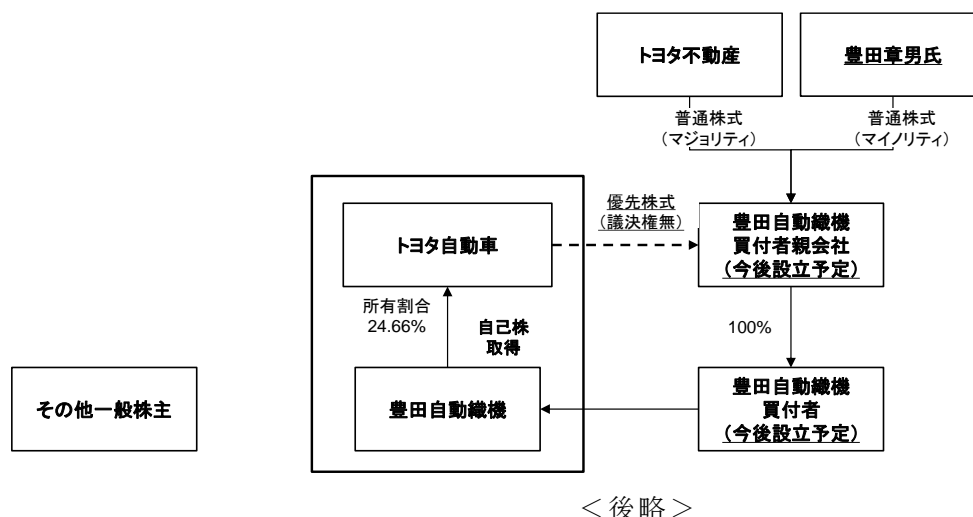 トヨタ不動産
豊田章男氏
普通株式
（マジョリティ）
普通株式
（マイノリティ）
優先株式
（議決権無）
トヨタ自動車
豊田自動織機
買付者親会社
（今後設立予定）
所有割合
24.66%
自己株
取得
100%
その他一般株主
豊田自動織機
豊田自動織機
買付者
（今後設立予定）
＜後略＞